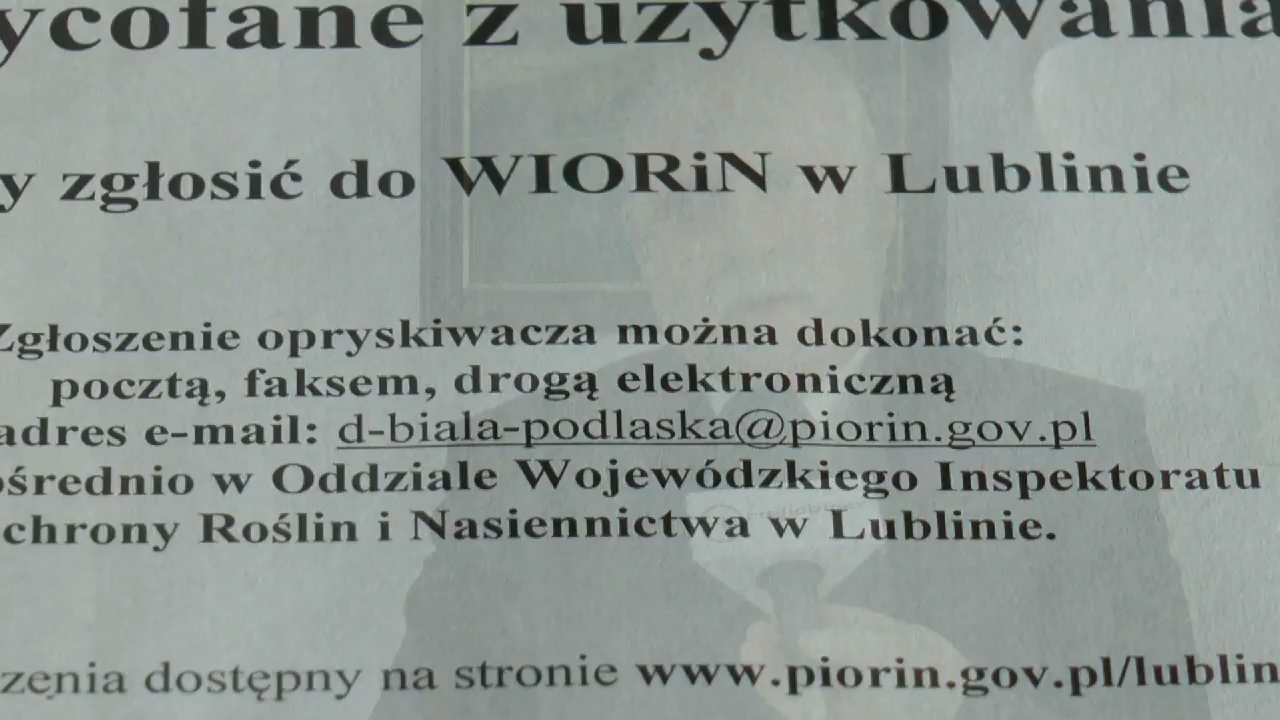 ycofane z użytkowania
y zgłosić do WIORiN w Lublinie
Zgłoszenie opryskiwacza można dokonać:
pocztą, faksem, drogą elektroniczną
adres e-mail: d-biala-podlaska@piorin.gov.pl
ośrednio w Oddziale Wojewódzkiego Inspektoratu
chrony Roślin i Nasiennictwa w Lublinie.
zenia dostępny na stronie www.piorin.gov.pl/lublin